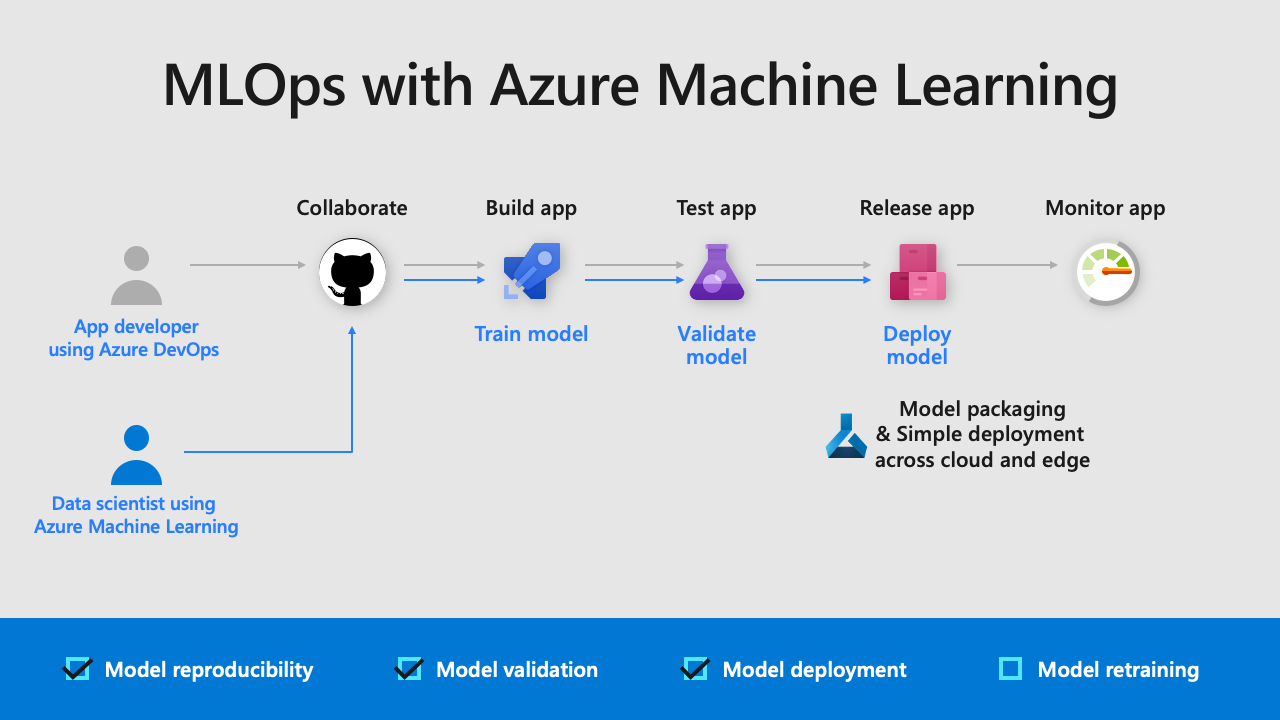 MLOps with Azure Machine Learning
Collaborate
Build app
Test app
Release app
Monitor app
App developer
using Azure DevOps
Train model
Validate
model
Deploy
model
Model packaging
& Simple deployment
across cloud and edge
Data scientist using
Azure Machine Learning
Model reproducibility
Model validation
Model deployment
Model retraining